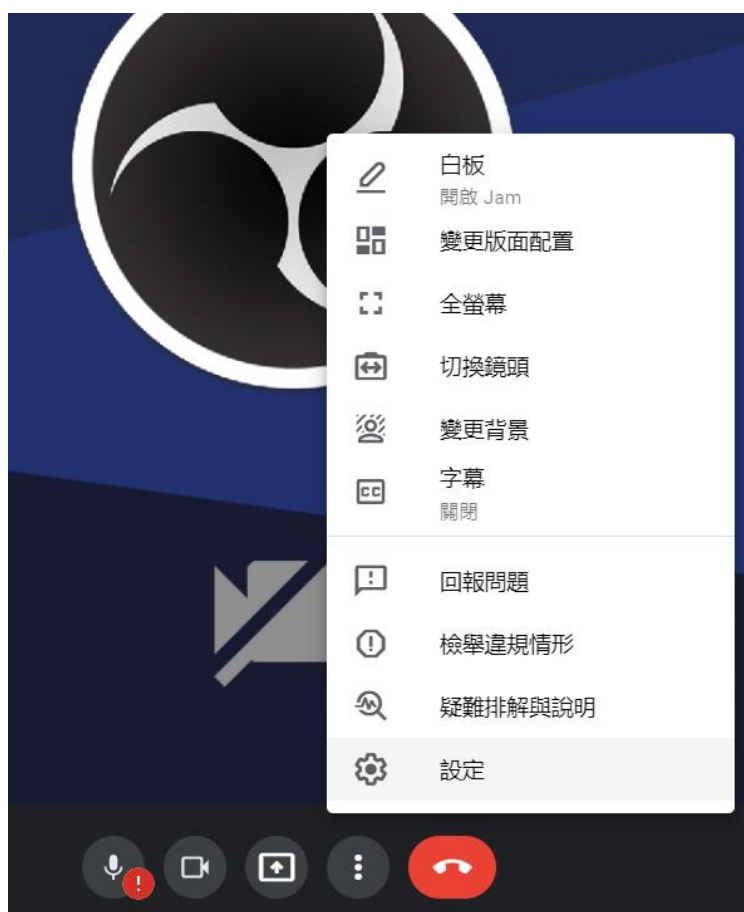 白板
開啟 Jam
變更版面配置
全螢幕
切換鏡頭
變更背景
CC
字幕
關閉
回報問題
檢舉違規情形
疑難排解與說明
設定